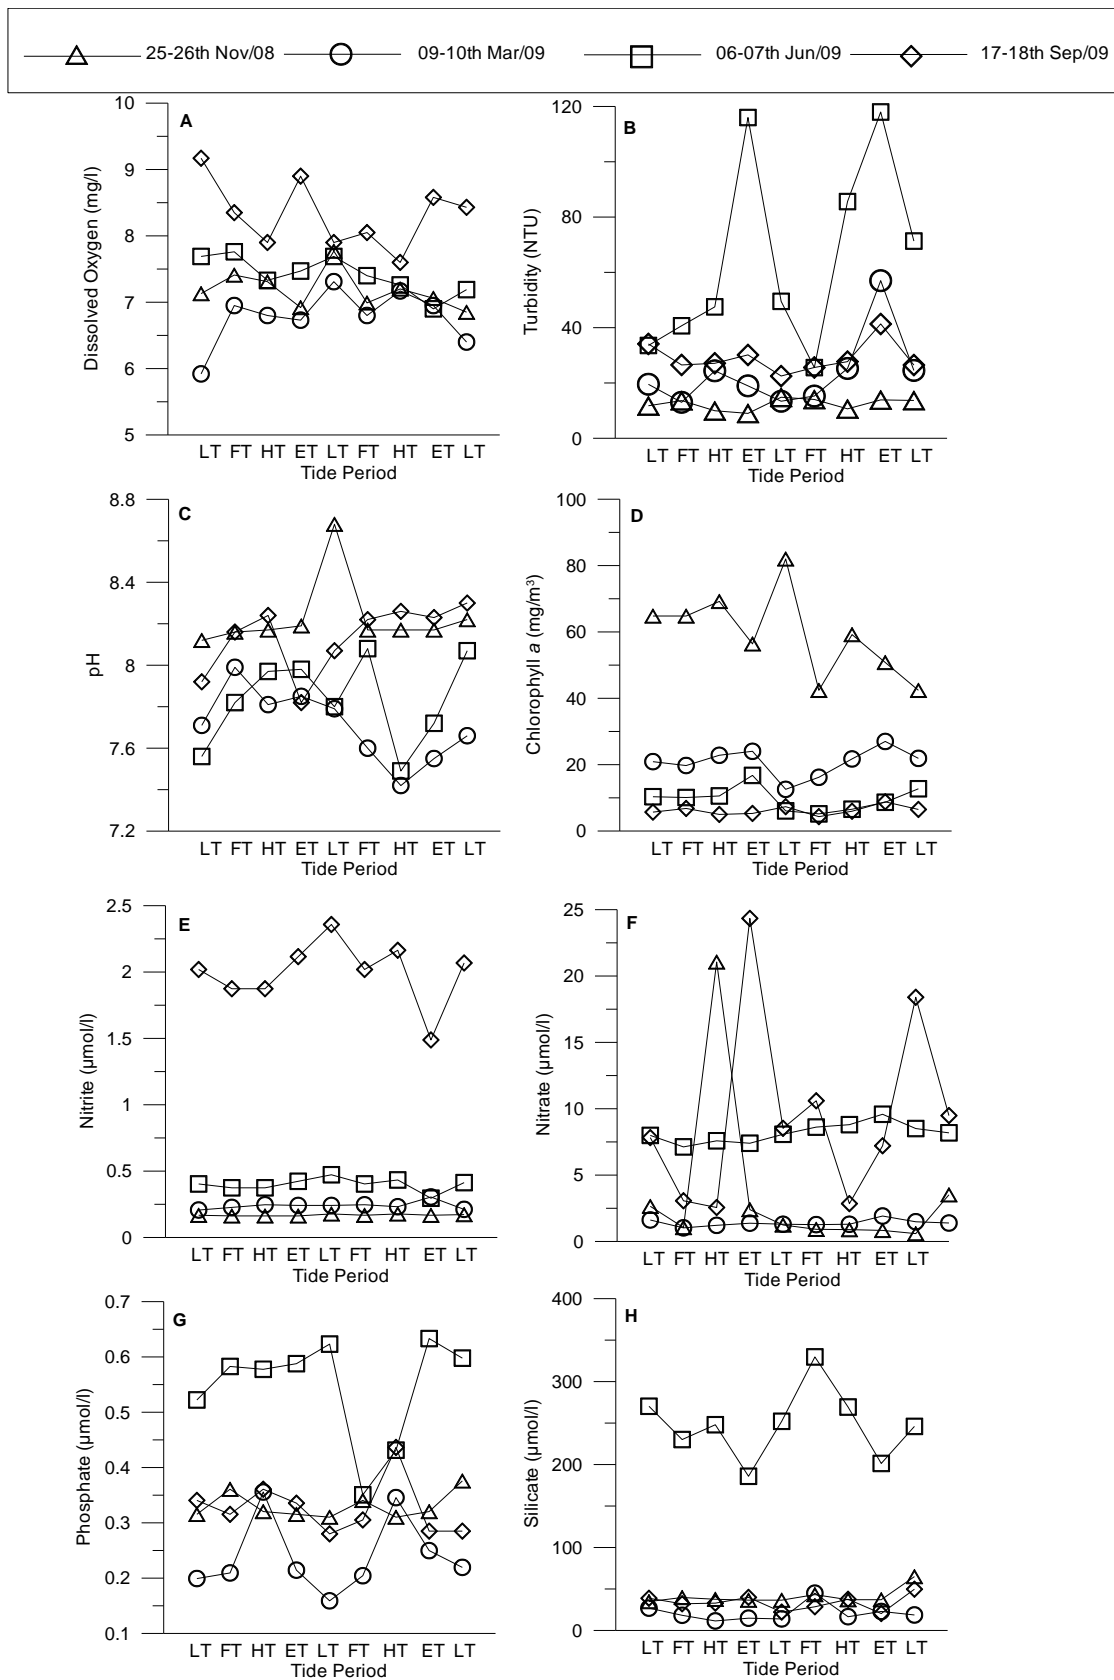 25-26th Nov/08 09-10th Mar/09 06-07th Jun/09 17-18th Sep/09
A
Dissolved Oxygen (mg/l)
10
9
8
7
6
5
LT FT HT ET LT FT HT ET LT
Tide Period
B
Turbidity (NTU)
120
80
40
0
LT FT HT ET LT FT HT ET LT
Tide Period
C
pH
8.8
8.4
8
7.6
7.2
LT FT HT ET LT FT HT ET LT
Tide Period
D
Chlorophyll a (mg/m³)
100
80
60
40
20
0
LT FT HT ET LT FT HT ET LT
Tide Period
E
Nitrite (µmol/l)
2.5
2
1.5
1
0.5
0
LT FT HT ET LT FT HT ET LT
Tide Period
F
Nitrate (µmol/l)
25
20
15
10
5
0
LT FT HT ET LT FT HT ET LT
Tide Period
G
Phosphate (µmol/l)
0.7
0.6
0.5
0.4
0.3
0.2
0.1
LT FT HT ET LT FT HT ET LT
Tide Period
H
Silicate (µmol/l)
400
300
200
100
0
LT FT HT ET LT FT HT ET LT
Tide Period